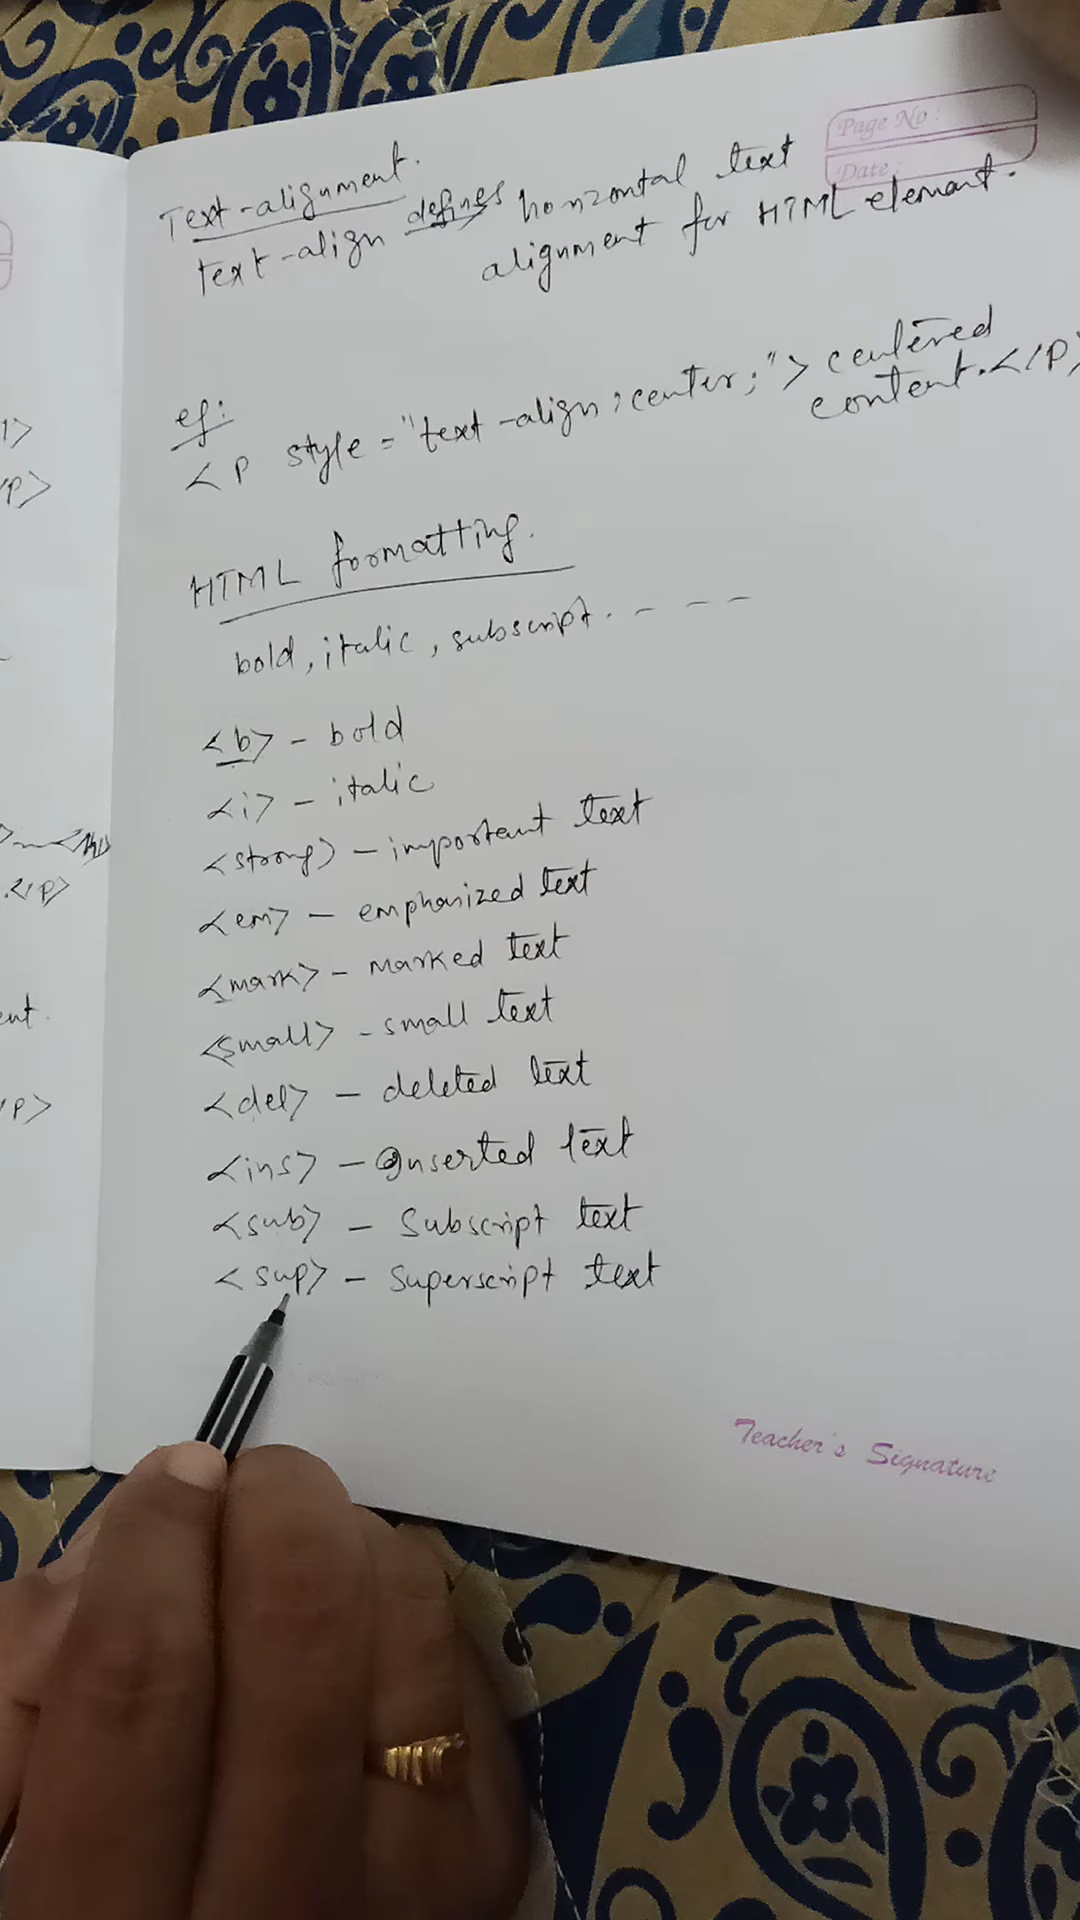 Page No :
Date :
Text-alignment.
text-align defines horizontal text
alignment for HTML element.
eg:
<P style="text-align:center;"> centered
content.</P>
HTML formatting.
bold, italic, subscript. - - - -
<b> - bold
<i> - italic
<strong> - important text
<em> - emphasized text
<mark> - marked text
<small> - small text
<del> - deleted text
<ins> - Inserted text
<sub> - Subscript text
<sup> - Superscript text
Teacher's Signature